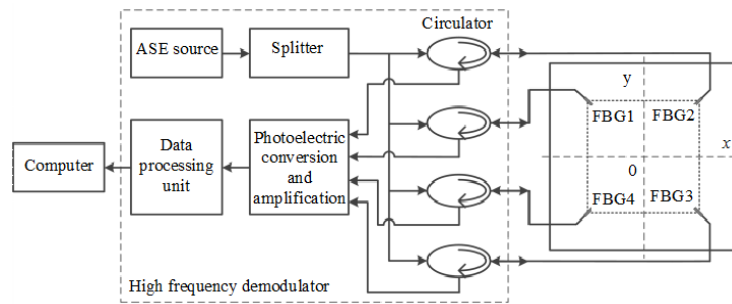 Circulator
ASE source
Splitter
y
FBG1
FBG2
Computer
Data
processing
unit
Photoelectric
conversion
and
amplification
x
0
FBG4
FBG3
High frequency demodulator